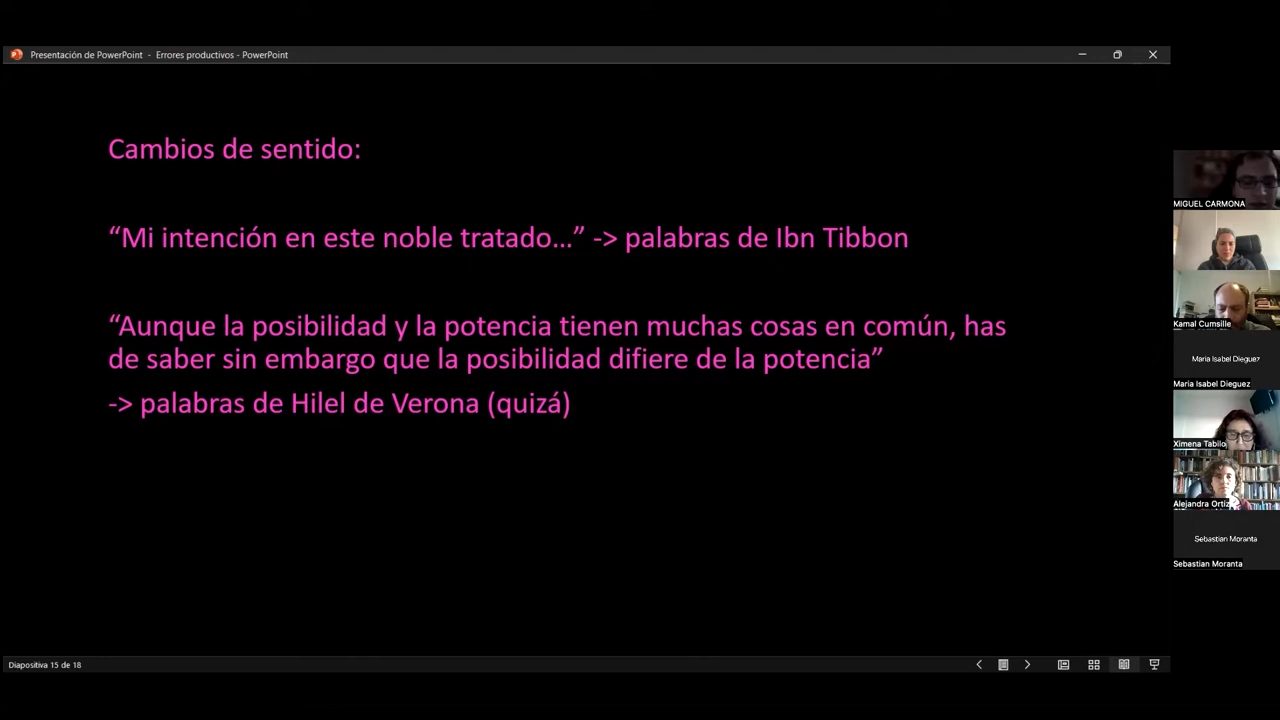 Presentación de PowerPoint - Errores productivos - PowerPoint
Cambios de sentido:
“Mi intención en este noble tratado...” -> palabras de Ibn Tibbon
“Aunque la posibilidad y la potencia tienen muchas cosas en común, has
de saber sin embargo que la posibilidad difiere de la potencia”
-> palabras de Hilel de Verona (quizá)
MIGUEL CARMONA
Kamal Cumsille
Maria Isabel Dieguez
Maria Isabel Dieguez
Ximena Tabilo
Alejandra Ortiz
Sebastian Moranta
Sebastian Moranta
Diapositiva 15 de 18